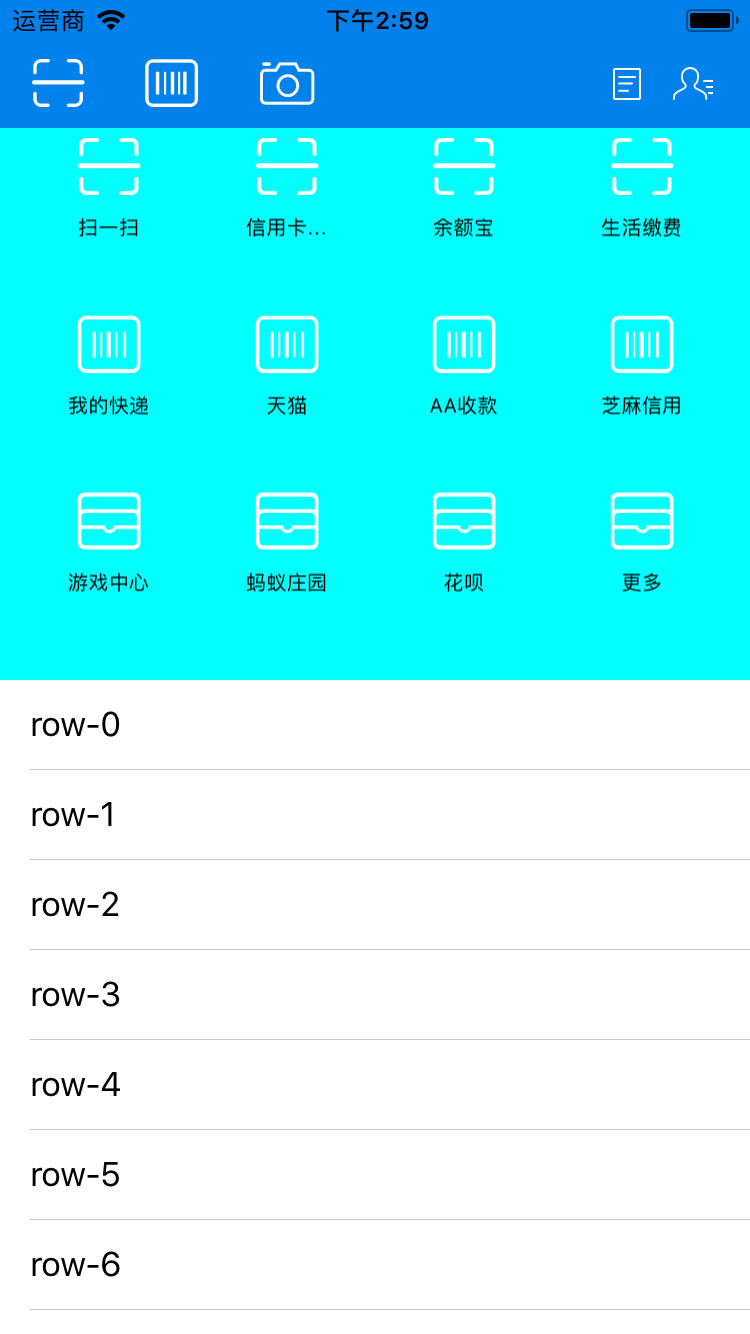 运营商 下午2:59
扫一扫 信用卡... 余额宝 生活缴费
我的快递 天猫 AA收款 芝麻信用
游戏中心 蚂蚁庄园 花呗 更多
row-0
row-1
row-2
row-3
row-4
row-5
row-6